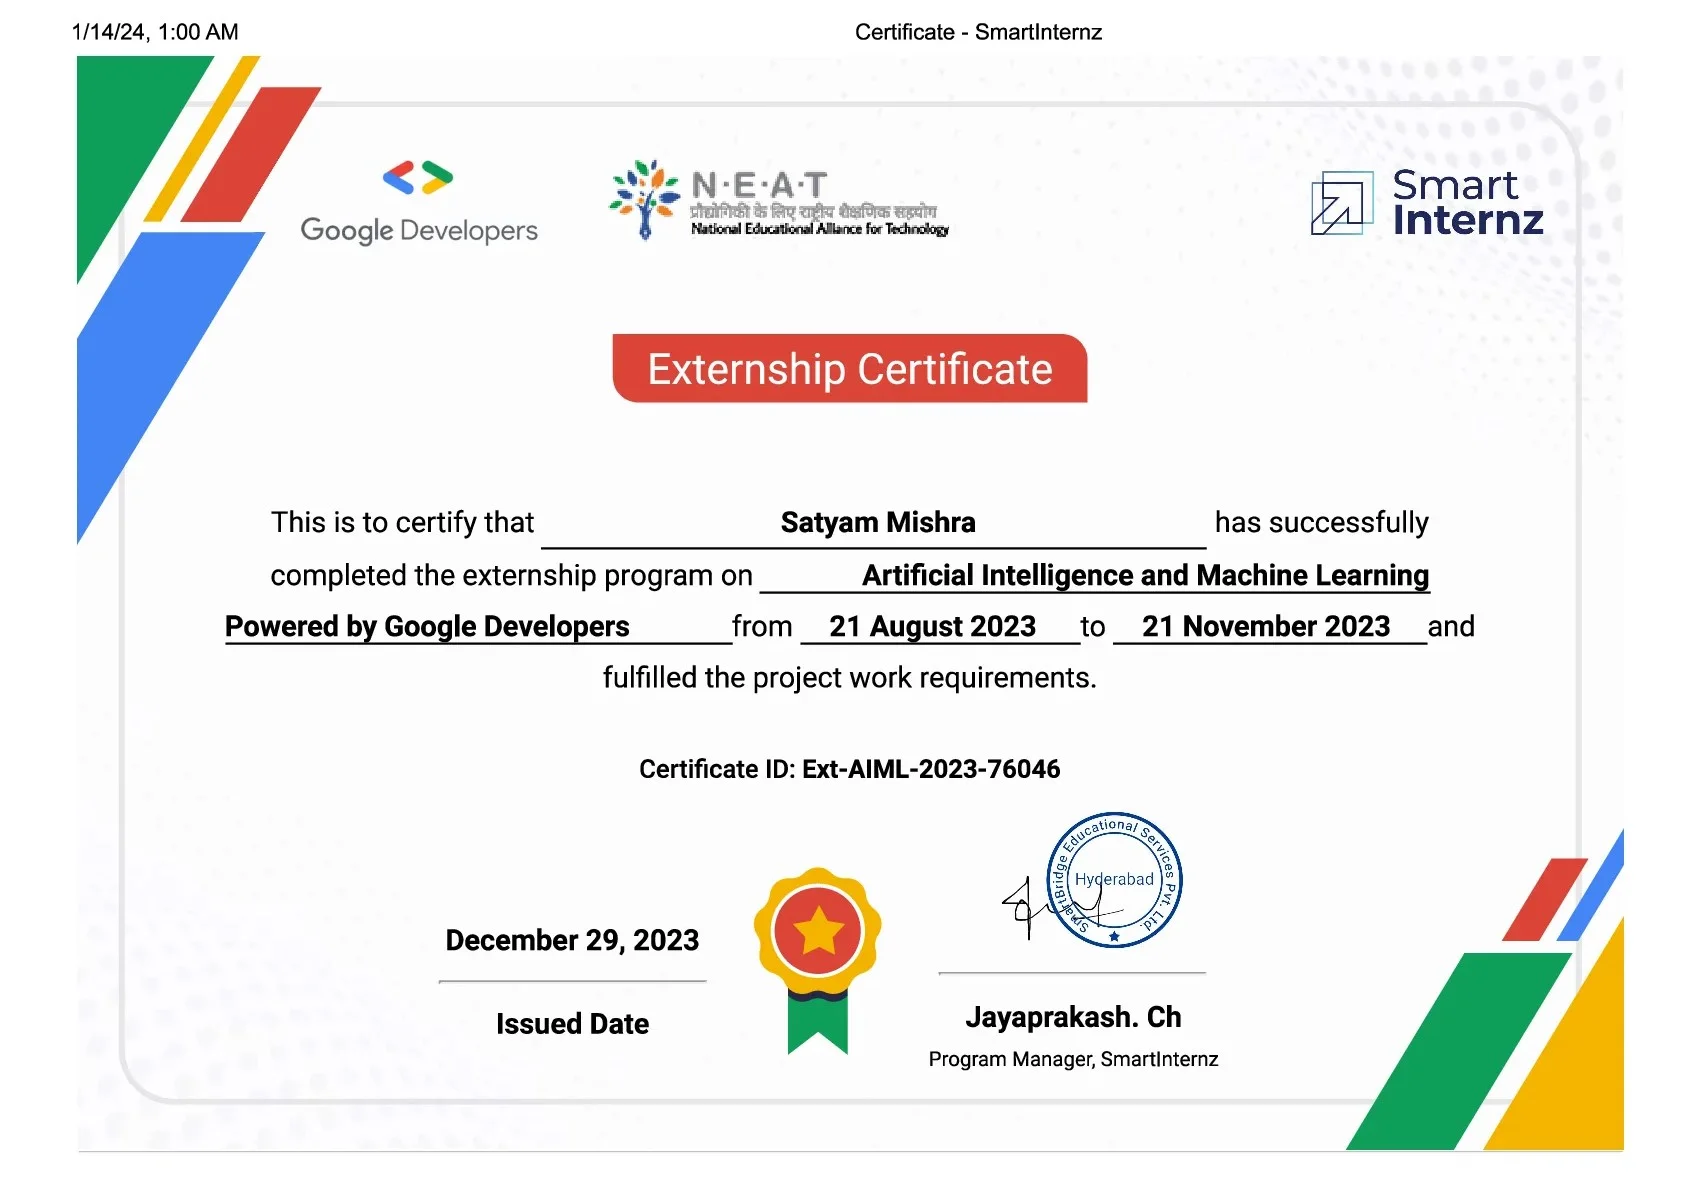 1/14/24, 1:00 AM
Certificate - SmartInternz
Google Developers
N·E·A·T
प्रौद्योगिकी के लिए राष्ट्रीय शैक्षणिक सहयोग
National Educational Alliance for Technology
Smart
Internz
Externship Certificate
This is to certify that Satyam Mishra has successfully
completed the externship program on Artificial Intelligence and Machine Learning
Powered by Google Developers from 21 August 2023 to 21 November 2023 and
fulfilled the project work requirements.
Certificate ID: Ext-AIML-2023-76046
SmartBridge Educational Services Pvt. Ltd.
Hyderabad
December 29, 2023
Issued Date
Jayaprakash. Ch
Program Manager, SmartInternz